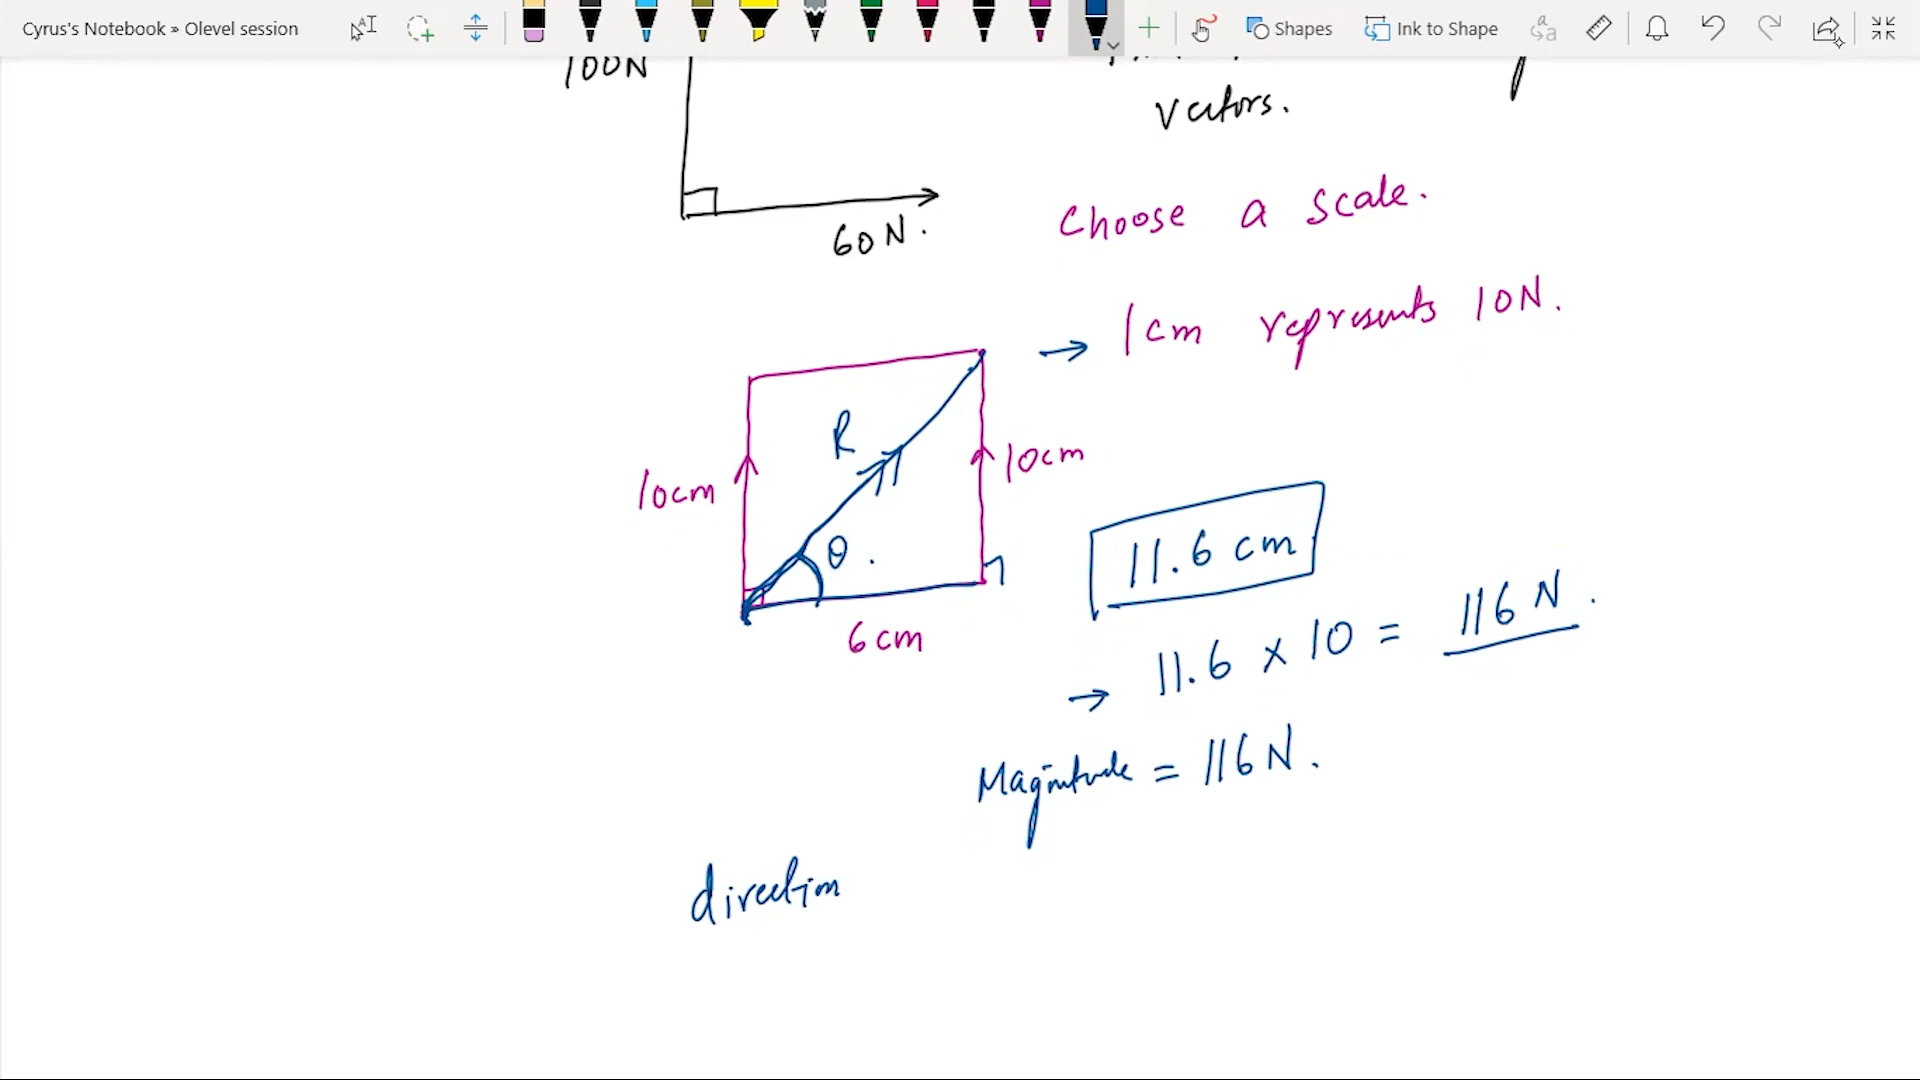 Cyrus's Notebook » Olevel session
Shapes
Ink to Shape
100N
vectors.
60N.
Choose a scale.
→ 1cm represents 10N.
R
10cm
10cm
θ.
11.6 cm
6cm
→ 11.6 x 10 = 116 N.
Magnitude = 116N.
direction